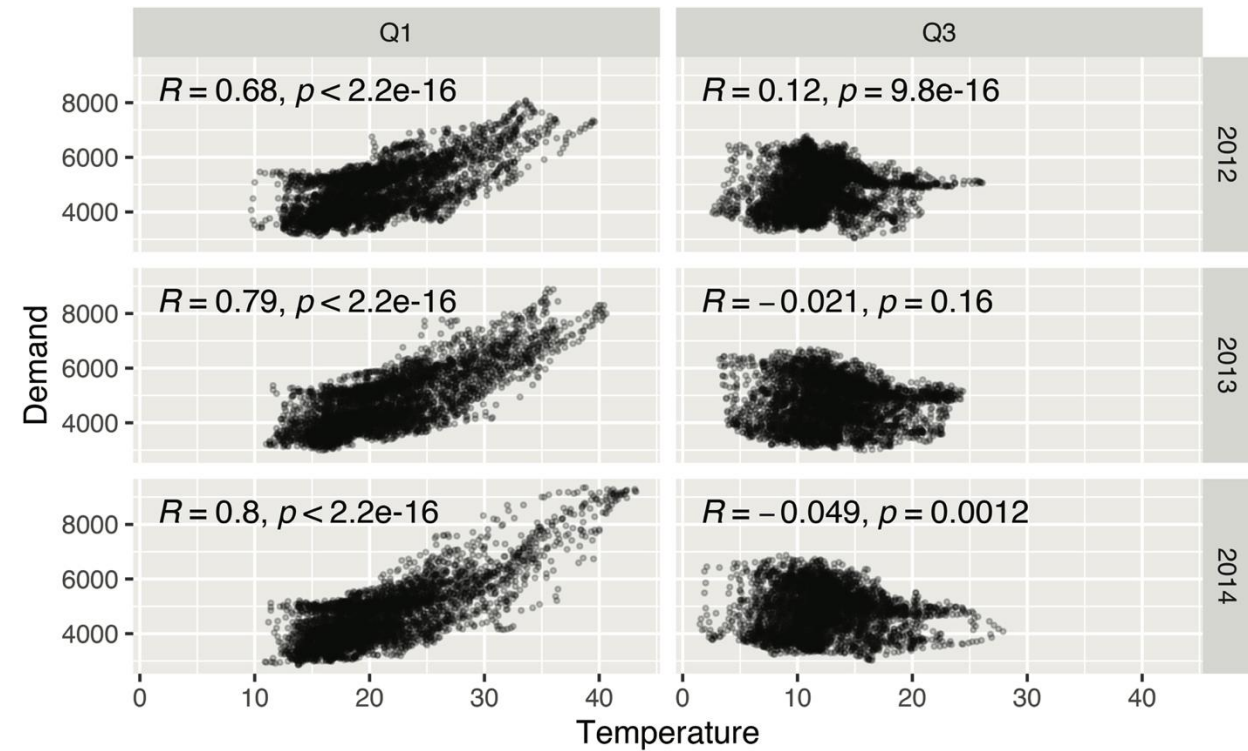 Q1 Q3
R = 0.68, p < 2.2e-16
R = 0.12, p = 9.8e-16
8000
6000
4000
2012
R = 0.79, p < 2.2e-16
R = −0.021, p = 0.16
8000
6000
4000
2013
Demand
R = 0.8, p < 2.2e-16
R = −0.049, p = 0.0012
8000
6000
4000
2014
0 10 20 30 40 0 10 20 30 40
Temperature